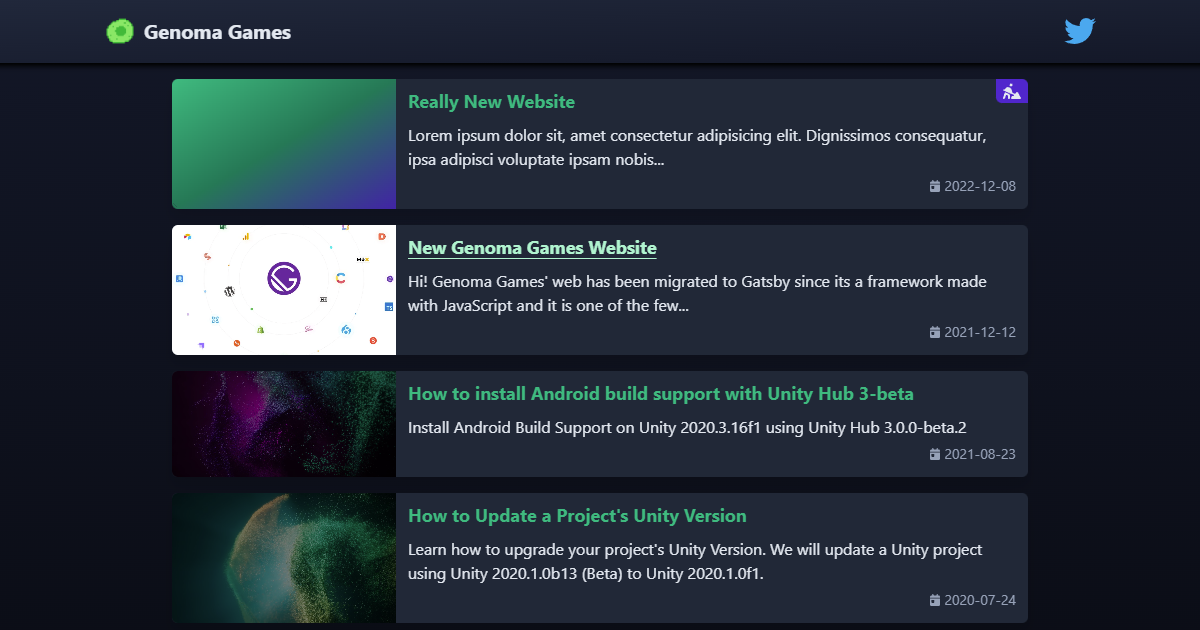 Genoma Games
Really New Website
Lorem ipsum dolor sit, amet consectetur adipisicing elit. Dignissimos consequatur,
ipsa adipisci voluptate ipsam nobis...
2022-12-08
New Genoma Games Website
Hi! Genoma Games' web has been migrated to Gatsby since its a framework made
with JavaScript and it is one of the few...
2021-12-12
How to install Android build support with Unity Hub 3-beta
Install Android Build Support on Unity 2020.3.16f1 using Unity Hub 3.0.0-beta.2
2021-08-23
How to Update a Project's Unity Version
Learn how to upgrade your project's Unity Version. We will update a Unity project
using Unity 2020.1.0b13 (Beta) to Unity 2020.1.0f1.
2020-07-24